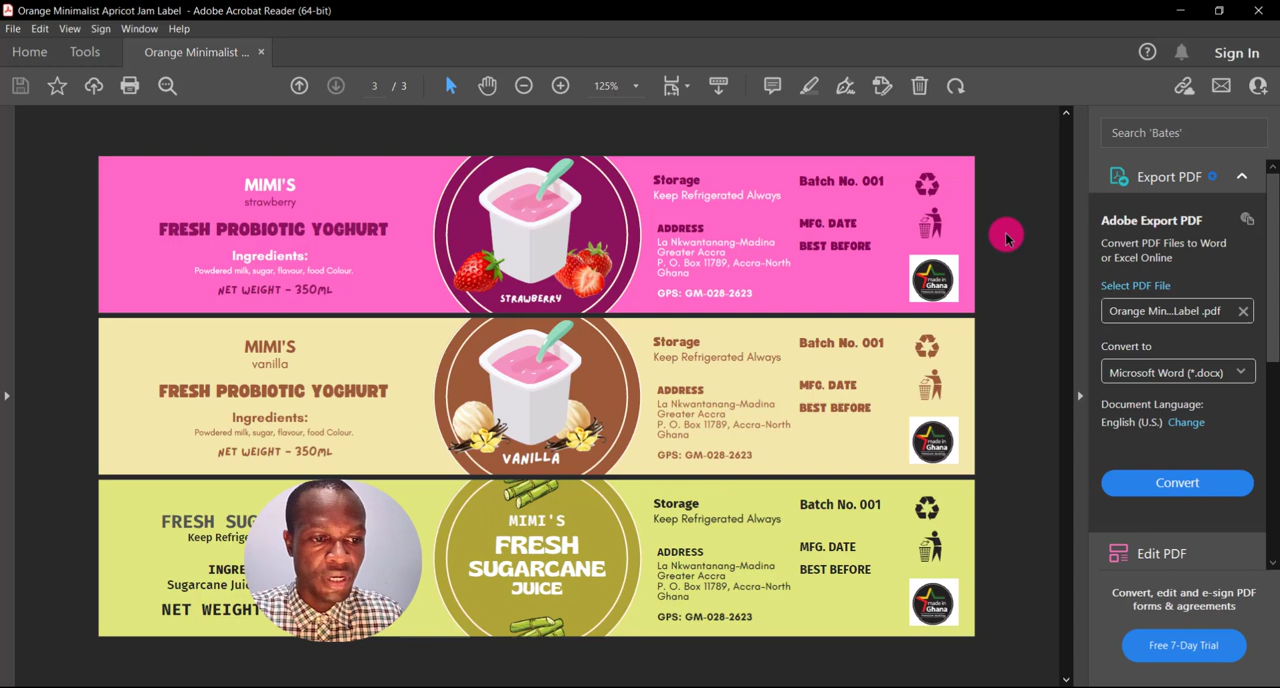 Orange Minimalist Apricot Jam Label - Adobe Acrobat Reader (64-bit)
File Edit View Sign Window Help
Home Tools Orange Minimalist ... × Sign In
3 / 3 125%
Search 'Bates'
Export PDF
Adobe Export PDF
Convert PDF Files to Word
or Excel Online
Select PDF File
Orange Min...Label .pdf
Convert to
Microsoft Word (*.docx)
Document Language:
English (U.S.) Change
Convert
Edit PDF
Convert, edit and e-sign PDF
forms & agreements
Free 7-Day Trial
MIMI'S
strawberry
FRESH PROBIOTIC YOGHURT
Ingredients:
Powdered milk, sugar, flavour, food Colour.
NET WEIGHT - 350ML
STRAWBERRY
Storage
Keep Refrigerated Always
ADDRESS
La Nkwantanang-Madina
Greater Accra
P. O. Box 11789, Accra-North
Ghana
GPS: GM-028-2623
Batch No. 001
MFG. DATE
BEST BEFORE
made in
Ghana
MIMI'S
vanilla
FRESH PROBIOTIC YOGHURT
Ingredients:
Powdered milk, sugar, flavour, food Colour.
NET WEIGHT - 350ML
VANILLA
Storage
Keep Refrigerated Always
ADDRESS
La Nkwantanang-Madina
Greater Accra
P. O. Box 11789, Accra-North
Ghana
GPS: GM-028-2623
Batch No. 001
MFG. DATE
BEST BEFORE
made in
Ghana
FRESH SUG
Keep Refrige
INGRE
Sugarcane Jui
NET WEIGHT
MIMI'S
FRESH
SUGARCANE
JUICE
Storage
Keep Refrigerated Always
ADDRESS
La Nkwantanang-Madina
Greater Accra
P. O. Box 11789, Accra-North
Ghana
GPS: GM-028-2623
Batch No. 001
MFG. DATE
BEST BEFORE
made in
Ghana